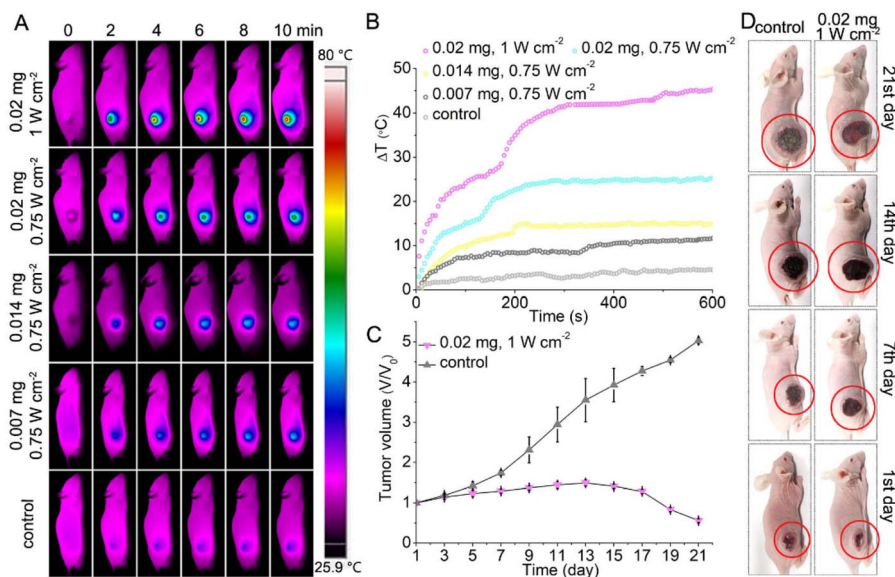 A
0 2 4 6 8 10 min
80 °C
0.02 mg
1 W cm-2
0.02 mg
0.75 W cm-2
0.014 mg
0.75 W cm-2
0.007 mg
0.75 W cm-2
control
25.9 °C
B
0.02 mg, 1 W cm-2
0.02 mg, 0.75 W cm-2
0.014 mg, 0.75 W cm-2
0.007 mg, 0.75 W cm-2
control
ΔT (°C)
50
40
30
20
10
0
0 200 400 600
Time (s)
C
0.02 mg, 1 W cm-2
control
Tumor volume (V/V0)
5
4
3
2
1
0
1 3 5 7 9 11 13 15 17 19 21
Time (day)
D
control
0.02 mg
1 W cm-2
21st day
14th day
7th day
1st day